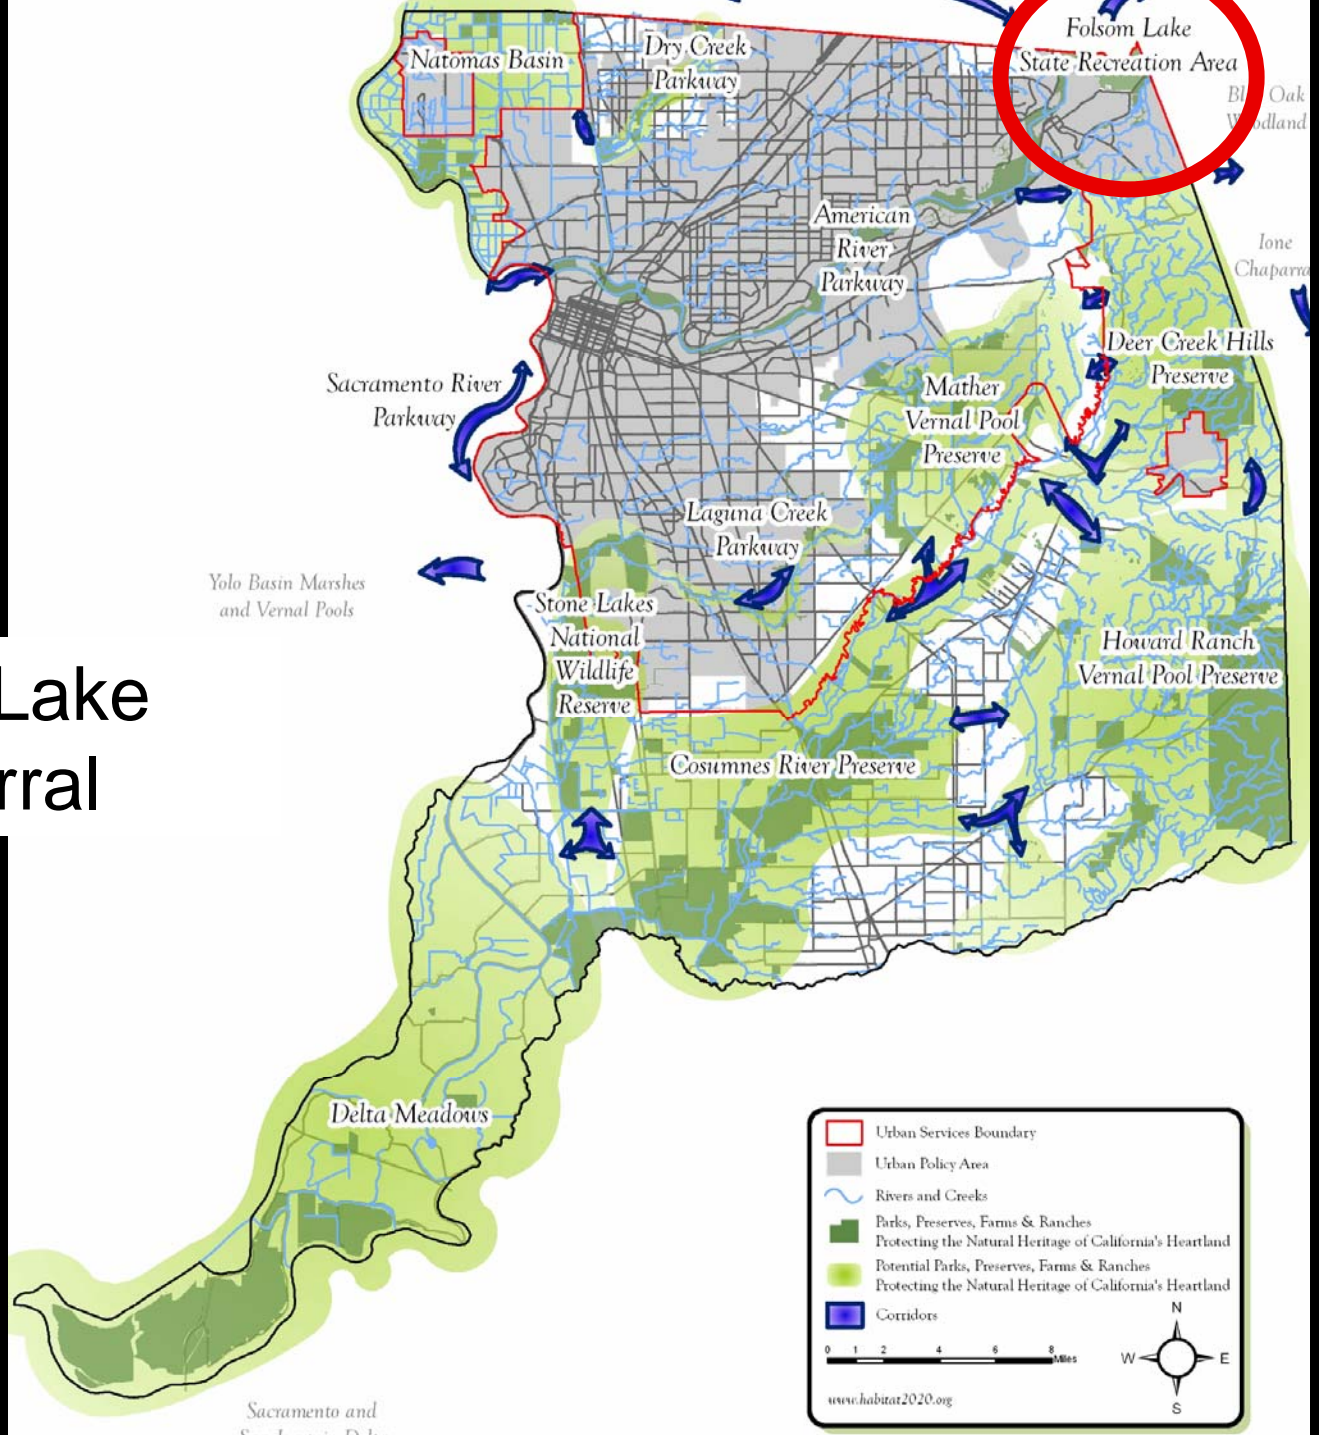 Folsom Lake
State Recreation Area
Natomas Basin
Dry Creek
Parkway
Oak
American
River
Parkway
Ione
Sacramento River
Parkway
Deer Creek Hills
Preserve
Mather
Vernal Pool
Preserve
Laguna Creek
Parkway
Yolo Basin Marshes
and Vernal Pools
Stone Lakes
National
Wildlife
Reserve
Howard Ranch
Vernal Pool Preserve
Lake
rral
Cosumnes River Preserve
Delta Meadows
Urban Services Boundary
Urban Policy Area
Rivers and Creeks
Parks, Preserves, Farms & Ranches
Protecting the Natural Heritage of California's Heartland
Potential Parks, Preserves, Farms & Ranches
Protecting the Natural Heritage of California's Heartland
Corridors
0 1 2 4 6 8 Miles
N
W E
S
www.habitat2020.org
Sacramento and